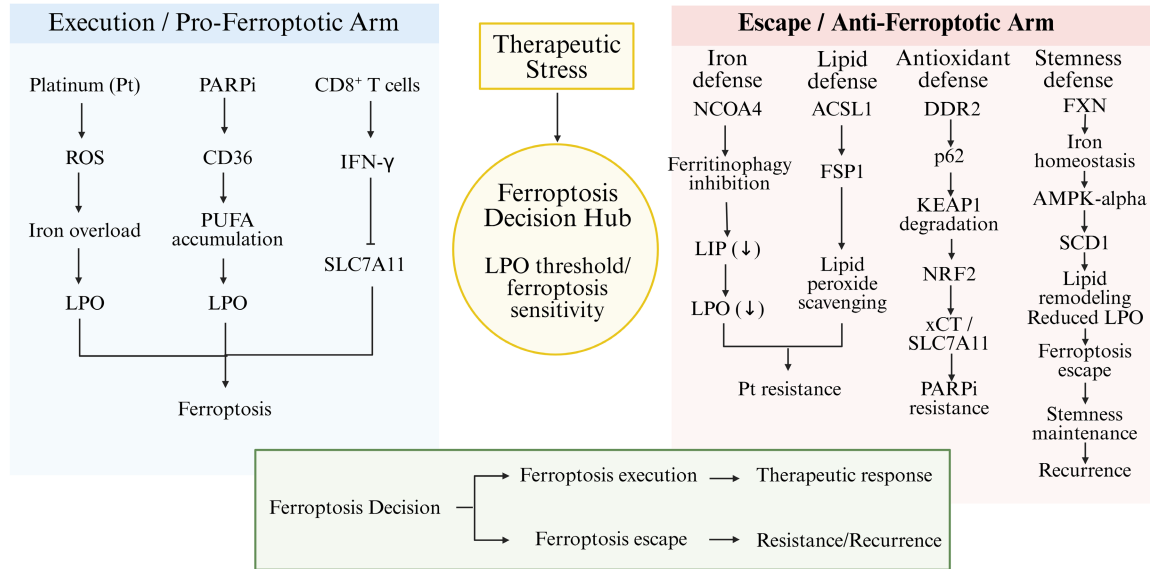 Execution / Pro-Ferroptotic Arm
Platinum (Pt)
ROS
Iron overload
LPO
PARPi
CD36
PUFA
accumulation
LPO
CD8⁺ T cells
IFN-γ
SLC7A11
Ferroptosis
Therapeutic
Stress
Ferroptosis
Decision Hub
LPO threshold/
ferroptosis
sensitivity
Escape / Anti-Ferroptotic Arm
Iron
defense
NCOA4
Ferritinophagy
inhibition
LIP (↓)
LPO (↓)
Lipid
defense
ACSL1
FSP1
Lipid
peroxide
scavenging
Pt resistance
Antioxidant
defense
DDR2
p62
KEAP1
degradation
NRF2
xCT /
SLC7A11
PARPi
resistance
Stemness
defense
FXN
Iron
homeostasis
AMPK-alpha
SCD1
Lipid
remodeling
Reduced LPO
Ferroptosis
escape
Stemness
maintenance
Recurrence
Ferroptosis Decision
Ferroptosis execution
Therapeutic response
Ferroptosis escape
Resistance/Recurrence